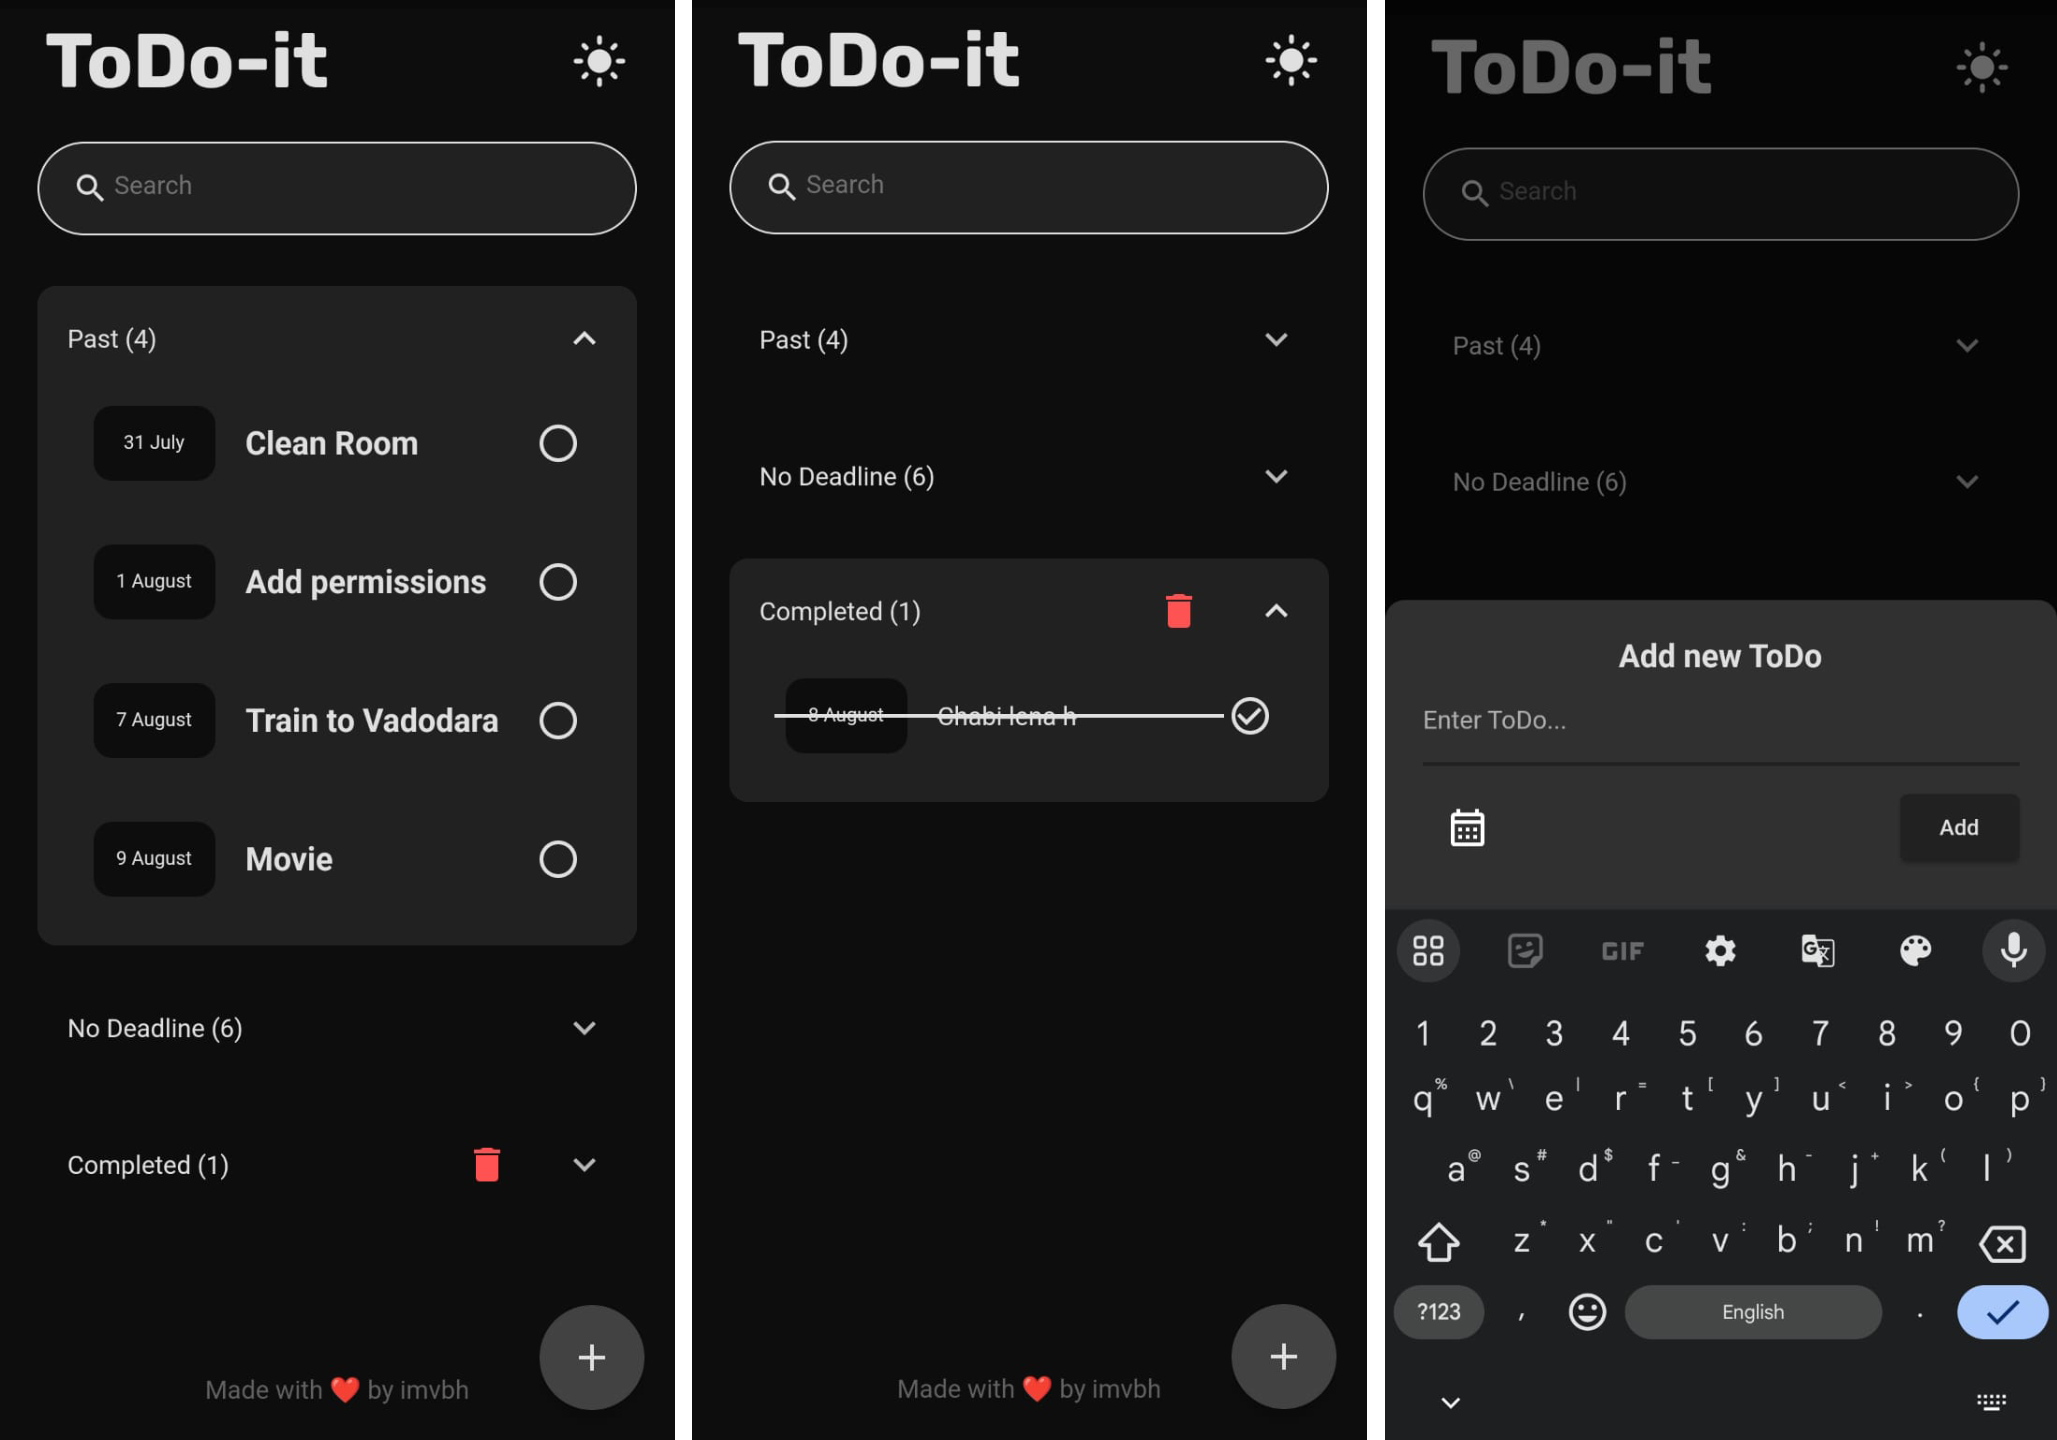 ToDo-it
Search
Past (4)
31 July Clean Room
1 August Add permissions
7 August Train to Vadodara
9 August Movie
No Deadline (6)
Completed (1)
Made with ❤️ by imvbh
+
ToDo-it
Search
Past (4)
No Deadline (6)
Completed (1)
8 August Chabi lena h
Made with ❤️ by imvbh
+
ToDo-it
Search
Past (4)
No Deadline (6)
Add new ToDo
Enter ToDo...
Add
GIF
1 2 3 4 5 6 7 8 9 0
q % w \ e | r = t [ y ] u < i > o { p }
a @ s # d $ f _ g & h - j + k ( l )
z * x " c ' v : b ; n ! m ?
?123 , English .